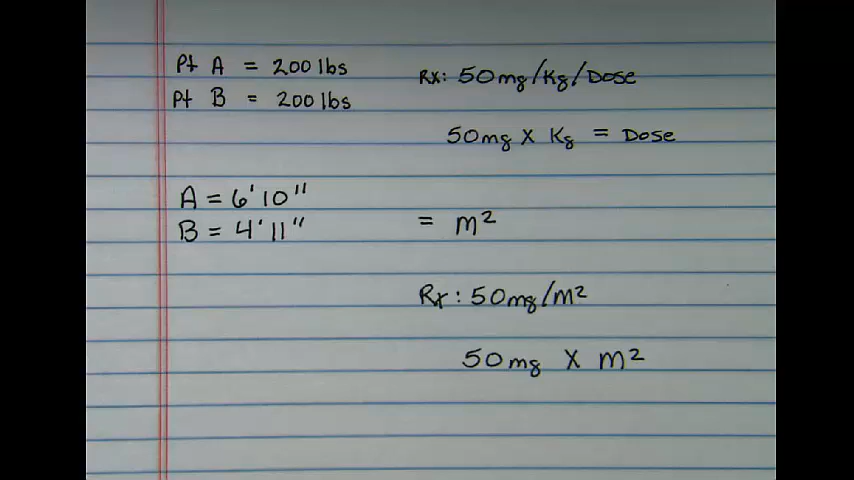 Pt A = 200 lbs
Pt B = 200 lbs
Rx: 50mg/Kg/Dose
50mg X Kg = Dose
A = 6'10"
B = 4'11"
= m²
Rx: 50mg/m²
50mg X m²